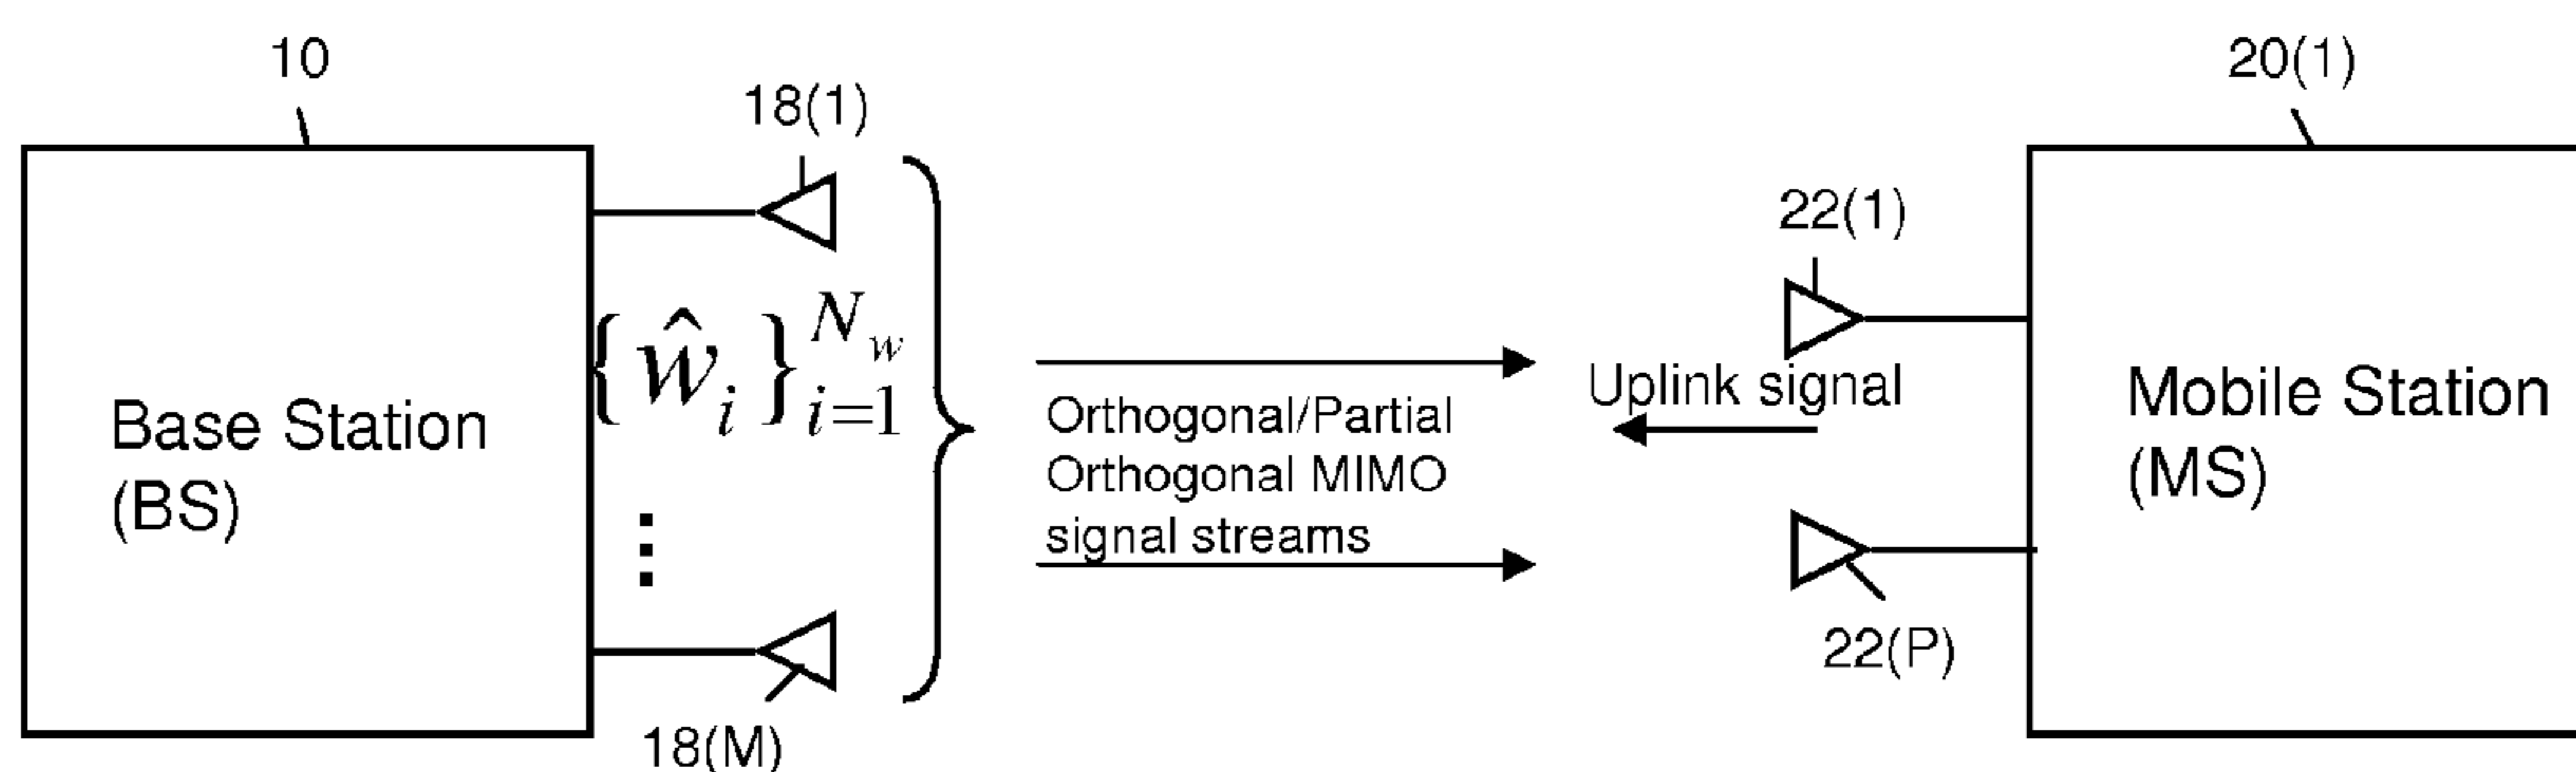 10
18(1)
20(1)
22(1)
{ŵ_i}_{i=1}^{N_w}
Base Station
(BS)
Orthogonal/Partial
Orthogonal MIMO
signal streams
Uplink signal
Mobile Station
(MS)
22(P)
18(M)